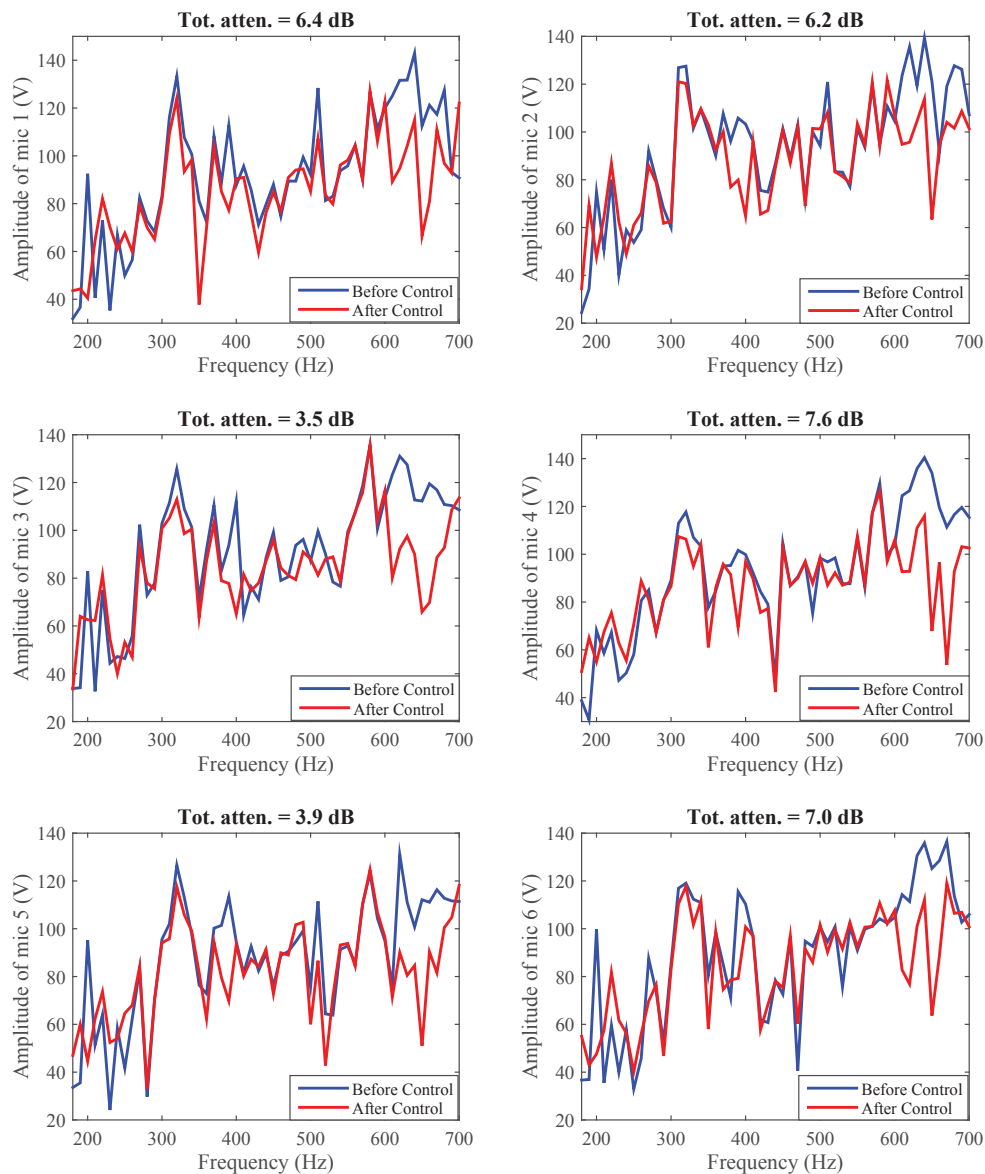 Tot. atten. = 6.4 dB
140
120
100
80
60
40
Amplitude of mic 1 (V)
Before Control
After Control
200 300 400 500 600 700
Frequency (Hz)
Tot. atten. = 6.2 dB
140
120
100
80
60
40
20
Amplitude of mic 2 (V)
Before Control
After Control
200 300 400 500 600 700
Frequency (Hz)
Tot. atten. = 3.5 dB
140
120
100
80
60
40
20
Amplitude of mic 3 (V)
Before Control
After Control
200 300 400 500 600 700
Frequency (Hz)
Tot. atten. = 7.6 dB
140
120
100
80
60
40
Amplitude of mic 4 (V)
Before Control
After Control
200 300 400 500 600 700
Frequency (Hz)
Tot. atten. = 3.9 dB
140
120
100
80
60
40
20
Amplitude of mic 5 (V)
Before Control
After Control
200 300 400 500 600 700
Frequency (Hz)
Tot. atten. = 7.0 dB
140
120
100
80
60
40
20
Amplitude of mic 6 (V)
Before Control
After Control
200 300 400 500 600 700
Frequency (Hz)